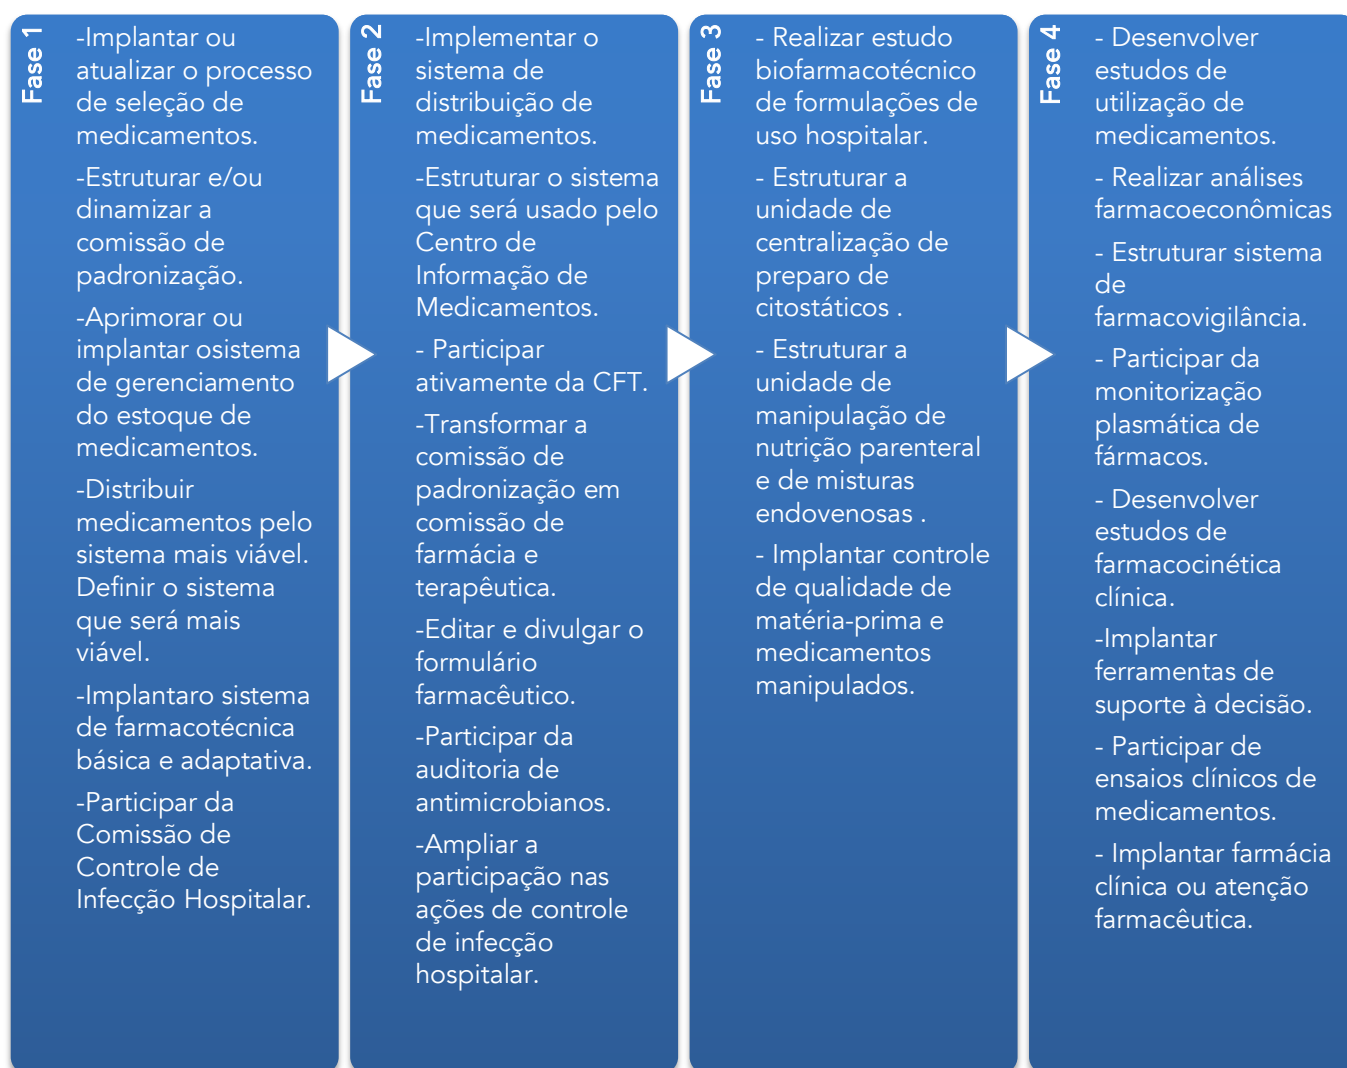 Fase 1
-Implantar ou
atualizar o processo
de seleção de
medicamentos.
-Estruturar e/ou
dinamizar a
comissão de
padronização.
-Aprimorar ou
implantar osistema
de gerenciamento
do estoque de
medicamentos.
-Distribuir
medicamentos pelo
sistema mais viável.
Definir o sistema
que será mais
viável.
-Implantaro sistema
de farmacotécnica
básica e adaptativa.
-Participar da
Comissão de
Controle de
Infecção Hospitalar.
Fase 2
-Implementar o
sistema de
distribuição de
medicamentos.
-Estruturar o sistema
que será usado pelo
Centro de
Informação de
Medicamentos.
- Participar
ativamente da CFT.
-Transformar a
comissão de
padronização em
comissão de
farmácia e
terapêutica.
-Editar e divulgar o
formulário
farmacêutico.
-Participar da
auditoria de
antimicrobianos.
-Ampliar a
participação nas
ações de controle
de infecção
hospitalar.
Fase 3
- Realizar estudo
biofarmacotécnico
de formulações de
uso hospitalar.
- Estruturar a
unidade de
centralização de
preparo de
citostáticos .
- Estruturar a
unidade de
manipulação de
nutrição parenteral
e de misturas
endovenosas .
- Implantar controle
de qualidade de
matéria-prima e
medicamentos
manipulados.
Fase 4
- Desenvolver
estudos de
utilização de
medicamentos.
- Realizar análises
farmacoeconômicas
- Estruturar sistema
de
farmacovigilância.
- Participar da
monitorização
plasmática de
fármacos.
- Desenvolver
estudos de
farmacocinética
clínica.
-Implantar
ferramentas de
suporte à decisão.
- Participar de
ensaios clínicos de
medicamentos.
- Implantar farmácia
clínica ou atenção
farmacêutica.